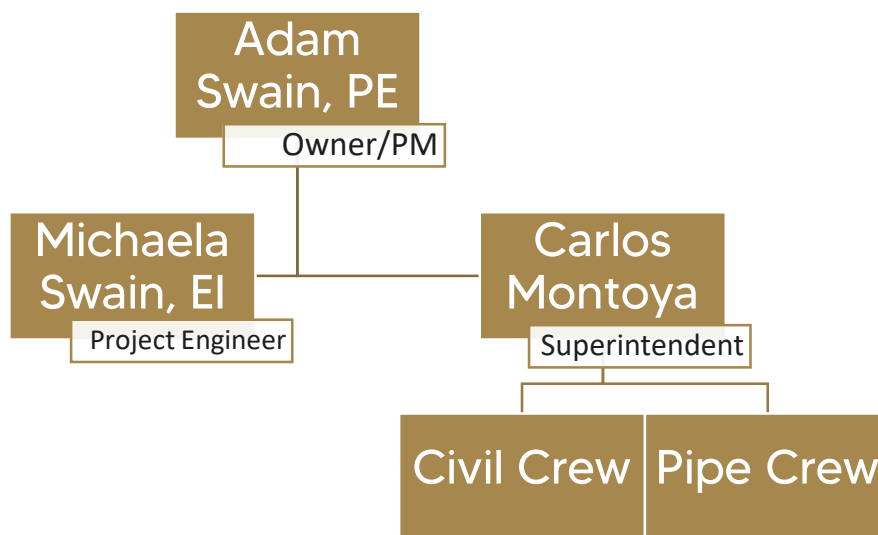 Adam
Swain, PE
Owner/PM
Michaela
Swain, EI
Project Engineer
Carlos
Montoya
Superintendent
Civil Crew
Pipe Crew